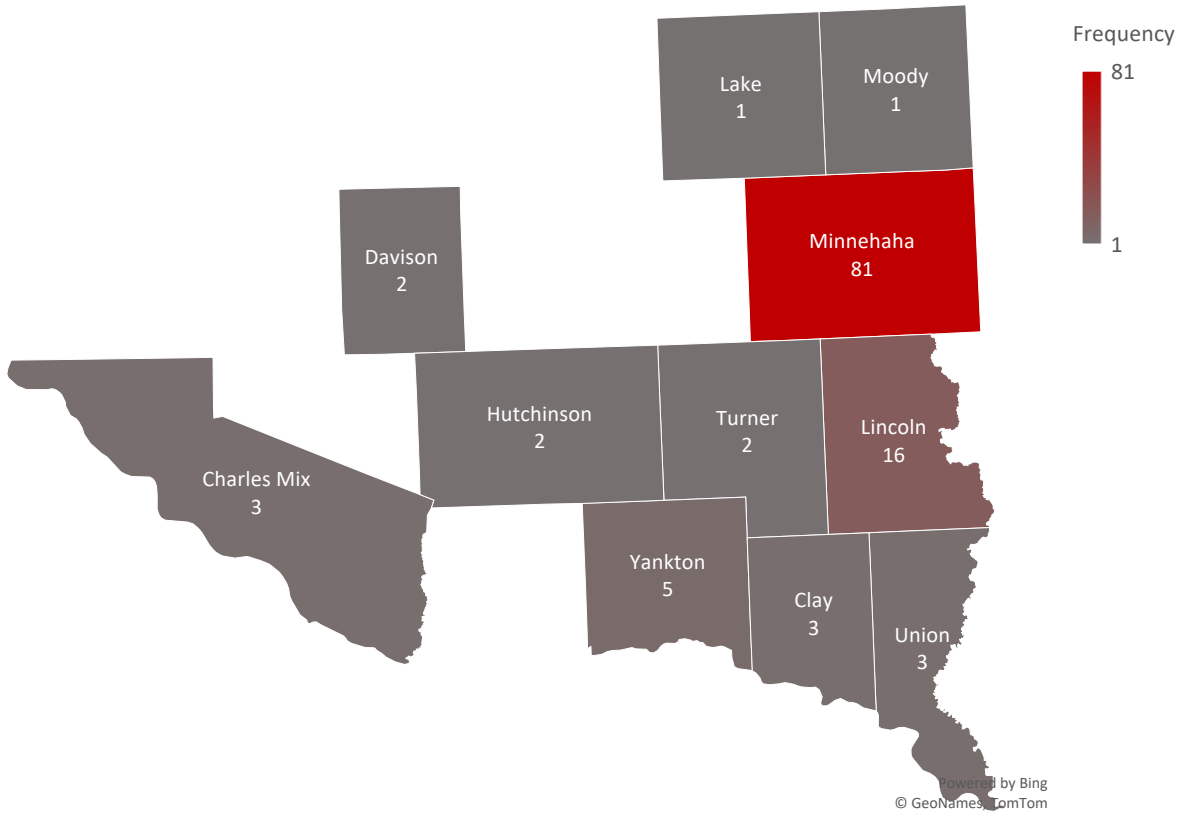 Frequency
81
1
Lake
1
Moody
1
Minnehaha
81
Davison
2
Hutchinson
2
Turner
2
Lincoln
16
Charles Mix
3
Yankton
5
Clay
3
Union
3
Powered by Bing
© GeoNames, TomTom